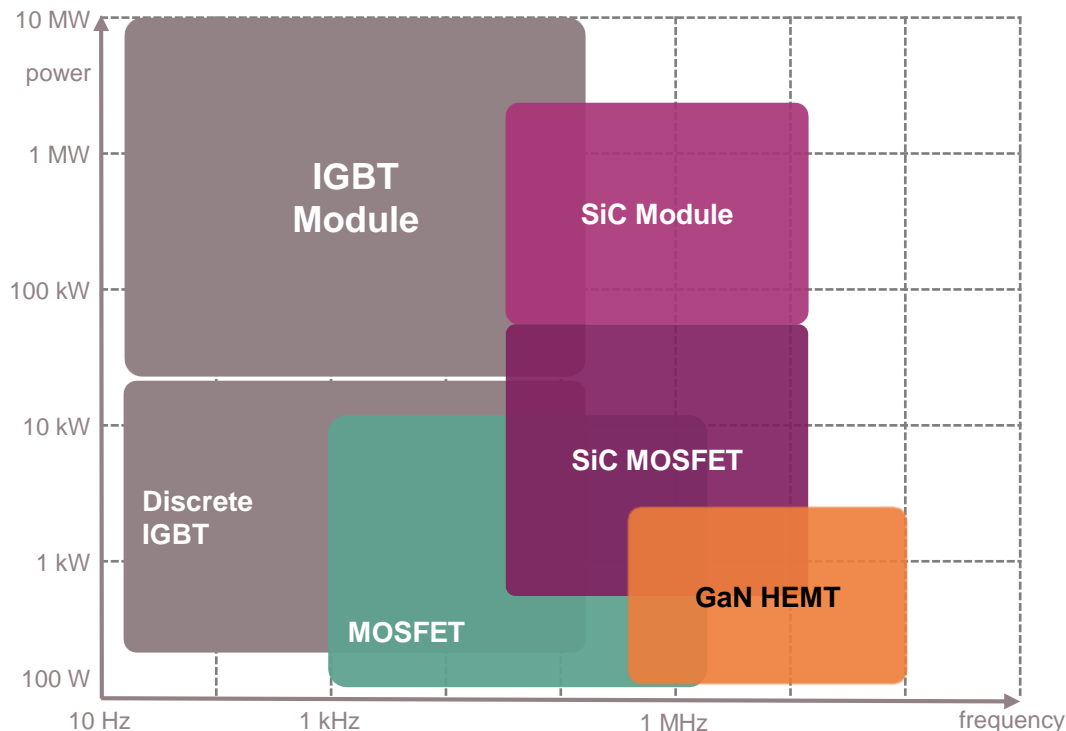 10 MW
power
1 MW
100 kW
10 kW
1 kW
100 W
IGBT
Module
SiC Module
SiC MOSFET
Discrete
IGBT
MOSFET
GaN HEMT
10 Hz
1 kHz
1 MHz
frequency